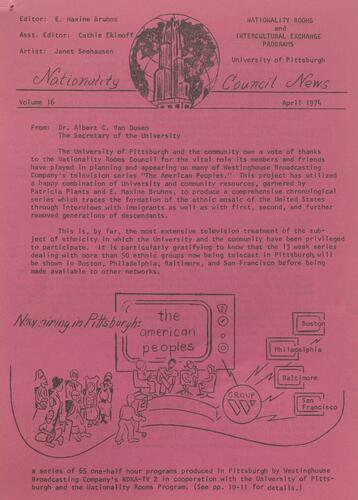 Editor: E. Maxine Bruhns
Asst. Editor: Cathie Ekimoff
Artist: Janet Seehausen
NATIONALITY ROOMS
and
INTERCULTURAL EXCHANGE
PROGRAMS
University of Pittsburgh
Nationality Council News
Volume 16
April 1974
From: Dr. Albert C. Van Dusen
The Secretary of the University
The University of Pittsburgh and the community owe a vote of thanks
to the Nationality Rooms Council for the vital role its members and friends
have played in planning and appearing on many of Westinghouse Broadcasting
Company's television series "The American Peoples." This project has utilized
a happy combination of University and community resources, garnered by
Patricia Plants and E. Maxine Bruhns, to produce a comprehensive chronological
series which traces the formation of the ethnic mosaic of the United States
through interviews with imigrants as well as with first, second, and further
removed generations of descendants.
This is, by far, the most extensive television treatment of the sub-
ject of ethnicity in which the University and the community have been privileged
to participate. It is particularly gratifying to know that the 13 week series
dealing with more than 50 ethnic groups now being telecast in Pittsburgh, will
be shown in Boston, Philadelphia, Baltimore, and San Francisco before being
made available to other networks.
Now airing in Pittsburgh:
the
american
peoples
Boston
Philadelphia
Baltimore
San
Francisco
GROUP
W
a series of 65 one-half hour programs produced in Pittsburgh by Westinghouse
Broadcasting Company's KDKA-TV 2 in cooperation with the University of Pitts-
burgh and the Nationality Rooms Program. (See pp. 10-11 for details.)